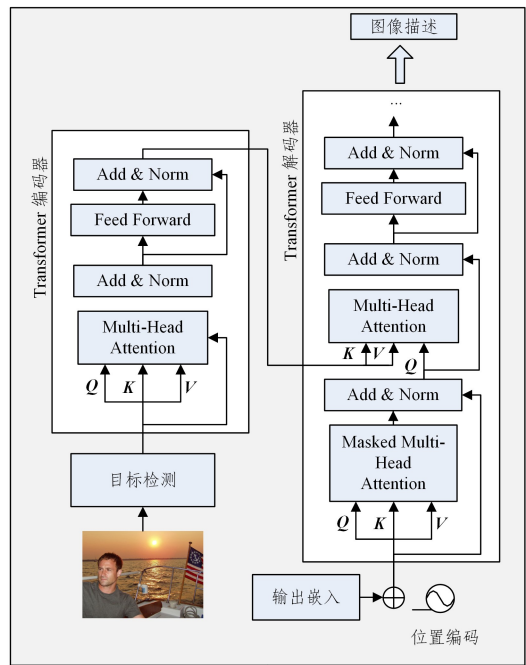 图像描述
...
Transformer 编码器
Add & Norm
Feed Forward
Add & Norm
Multi-Head
Attention
Q K V
目标检测
Transformer 解码器
Add & Norm
Feed Forward
Add & Norm
Multi-Head
Attention
K V Q
Add & Norm
Masked Multi-
Head
Attention
Q K V
输出嵌入
位置编码